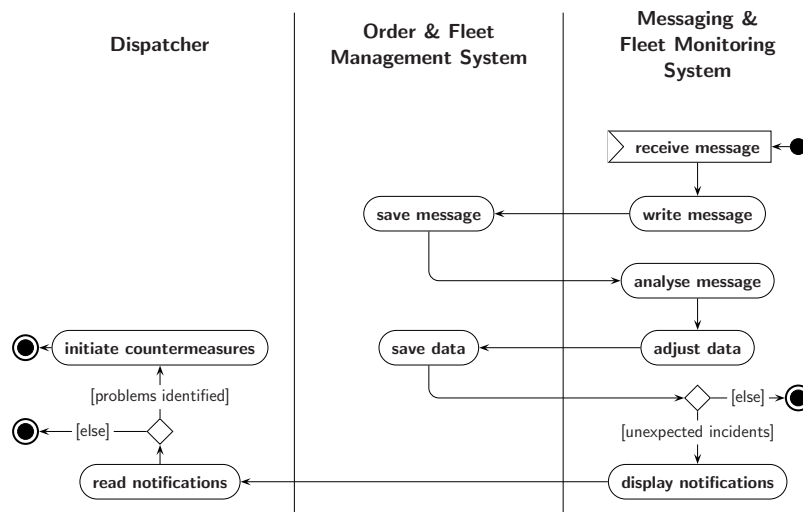 Dispatcher
Order & Fleet
Management System
Messaging &
Fleet Monitoring
System
receive message
save message
write message
analyse message
initiate countermeasures
save data
adjust data
[problems identified]
[else]
[else]
[unexpected incidents]
read notifications
display notifications